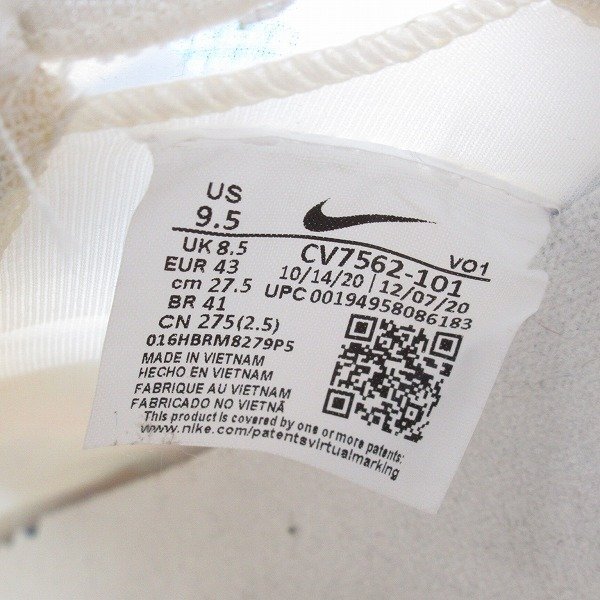 US
9.5
UK 8.5
EUR 43
cm 27.5
BR 41
CN 275(2.5)
016HBRM8279P5
CV7562-101 VO1
10/14/20 12/07/20
UPC 00194958086183
MADE IN VIETNAM
HECHO EN VIETNAM
FABRIQUE AU VIETNAM
FABRICADO NO VIETNÃ
This product is covered by one or more patents:
www.nike.com/patentsvirtualmarking